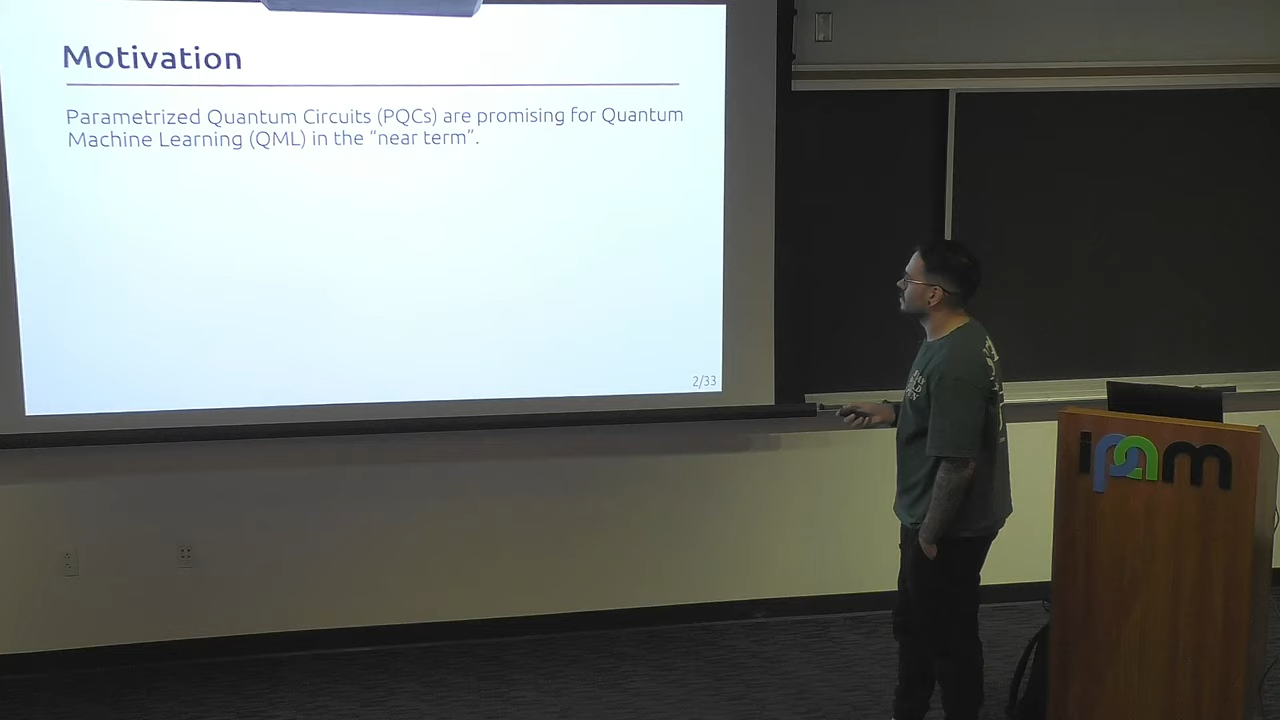 Motivation
Parametrized Quantum Circuits (PQCs) are promising for Quantum
Machine Learning (QML) in the “near term”.
2/33
ipam